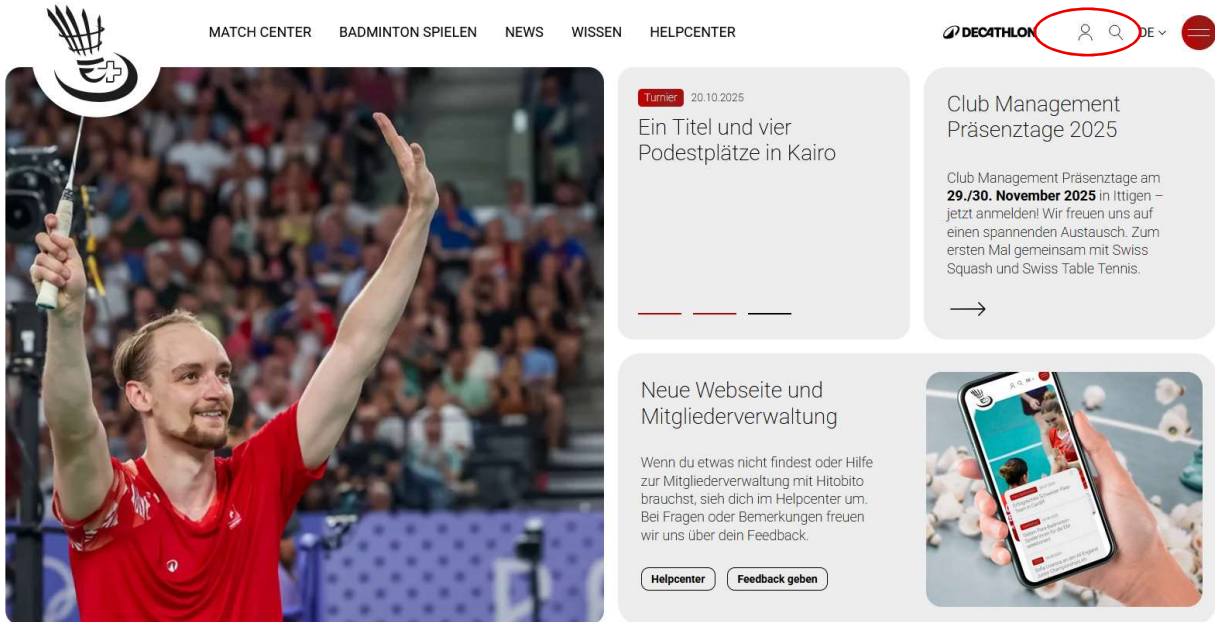 MATCH CENTER BADMINTON SPIELEN NEWS WISSEN HELPCENTER DECATHLON DE
Turnier 20.10.2025
Ein Titel und vier
Podestplätze in Kairo
Club Management
Präsenztage 2025
Club Management Präsenztage am
29./30. November 2025 in Ittigen –
jetzt anmelden! Wir freuen uns auf
einen spannenden Austausch. Zum
ersten Mal gemeinsam mit Swiss
Squash und Swiss Table Tennis.
Neue Webseite und
Mitgliederverwaltung
Wenn du etwas nicht findest oder Hilfe
zur Mitgliederverwaltung mit Hitobito
brauchst, sieh dich im Helpcenter um.
Bei Fragen oder Bemerkungen freuen
wir uns über dein Feedback.
Helpcenter Feedback geben